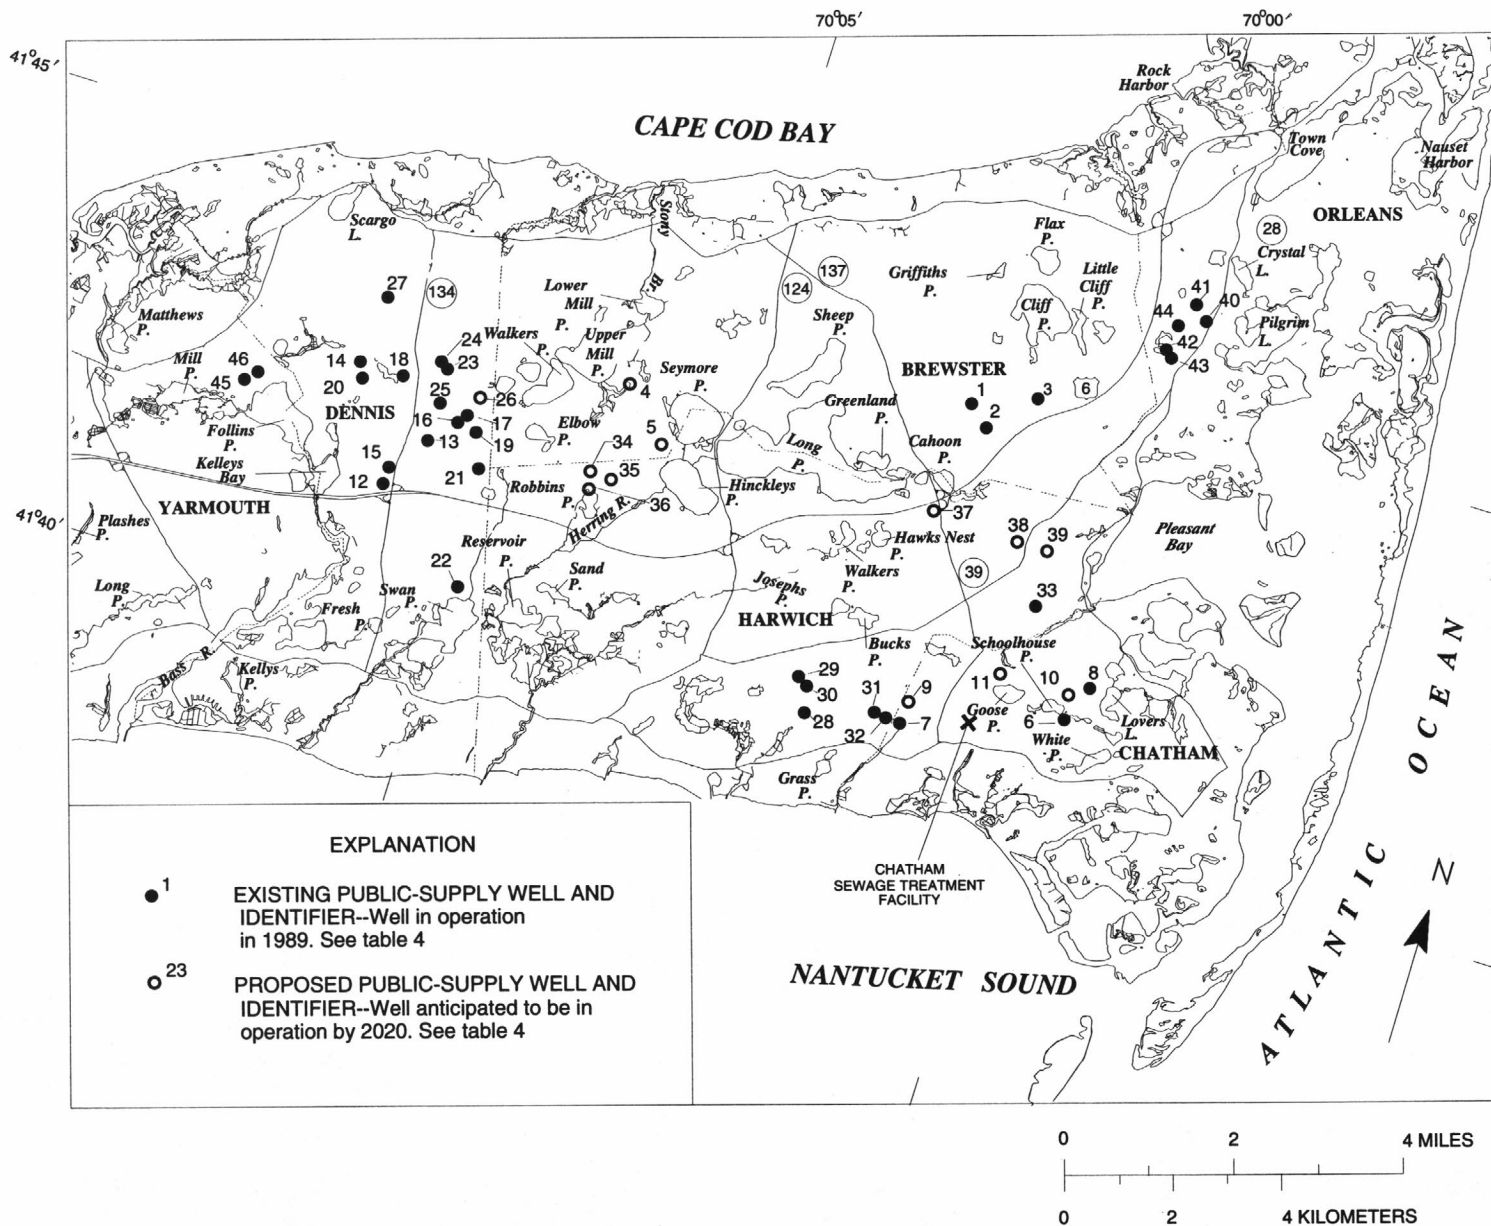 70°05′
70°00′
41°45′
Rock
Harbor
CAPE COD BAY
Town
Cove
Nauset
Harbor
Scargo
L.
Stony
Br.
ORLEANS
28
Crystal
L.
Flax
P.
Griffiths
P.
Little
Cliff
P.
Cliff
P.
27
134
124
137
Lower
Mill
P.
Sheep
P.
Matthews
P.
Walkers
P.
Upper
Mill
P.
41
40
44
Pilgrim
L.
Mill
P.
46
45
14
20
18
24
23
4
Seymore
P.
42
43
BREWSTER
1
3
6
2
25
26
DENNIS
Follins
P.
16
17
13
19
Elbow
P.
5
Greenland
P.
Long
P.
Cahoon
P.
Kelleys
Bay
15
12
21
34
35
36
Robbins
P.
Hinckleys
P.
Herring R.
37
41°40′
YARMOUTH
Plashes
P.
Hawks Nest
P.
38
39
Pleasant
Bay
Reservoir
P.
Walkers
P.
39
22
Sand
P.
Josephs
P.
Long
P.
Swan
P.
Fresh
P.
33
HARWICH
Bass R.
Kellys
P.
Bucks
P.
Schoolhouse
P.
29
30
28
31
32
9
7
11
10
8
Goose
P.
6
White
P.
Lovers
L.
CHATHAM
Grass
P.
ATLANTIC OCEAN
CHATHAM
SEWAGE TREATMENT
FACILITY
NANTUCKET SOUND
N
EXPLANATION
1 EXISTING PUBLIC-SUPPLY WELL AND
IDENTIFIER--Well in operation
in 1989. See table 4
23 PROPOSED PUBLIC-SUPPLY WELL AND
IDENTIFIER--Well anticipated to be in
operation by 2020. See table 4
0 2 4 MILES
0 2 4 KILOMETERS